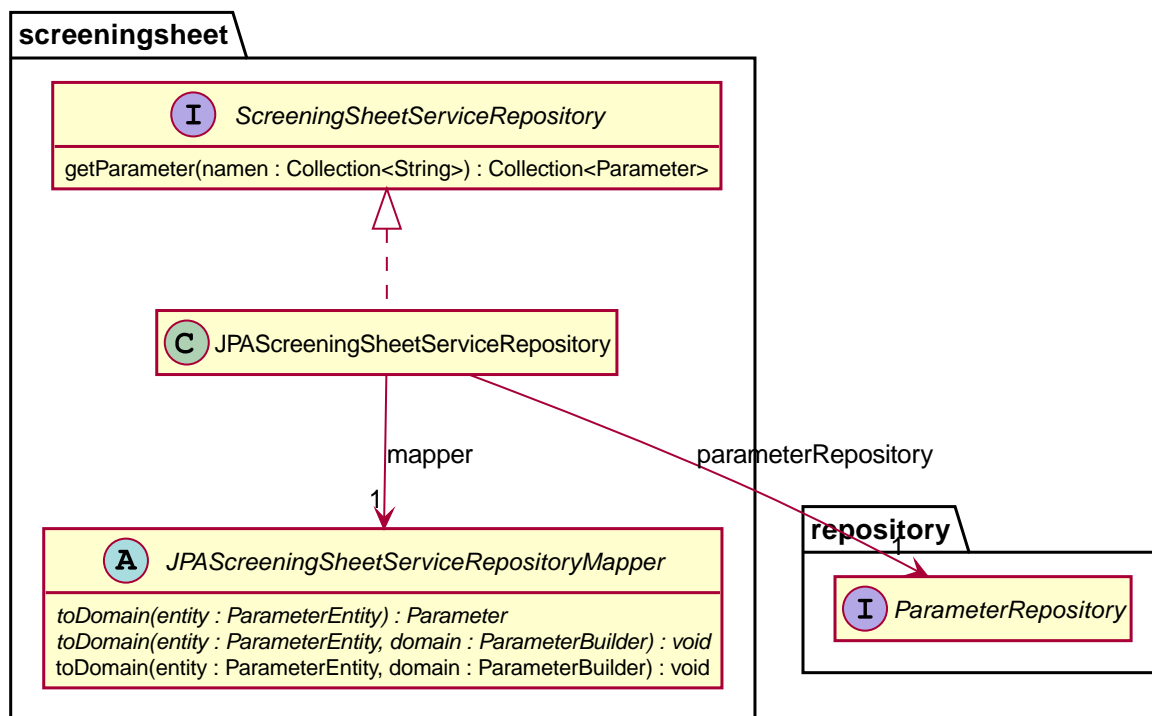 screeningsheet
I ScreeningSheetServiceRepository
getParameter(namen : Collection<String>) : Collection<Parameter>
C JPAScreeningSheetServiceRepository
mapper
parameterRepository
1
1
repository
A JPAScreeningSheetServiceRepositoryMapper
toDomain(entity : ParameterEntity) : Parameter
toDomain(entity : ParameterEntity, domain : ParameterBuilder) : void
toDomain(entity : ParameterEntity, domain : ParameterBuilder) : void
I ParameterRepository